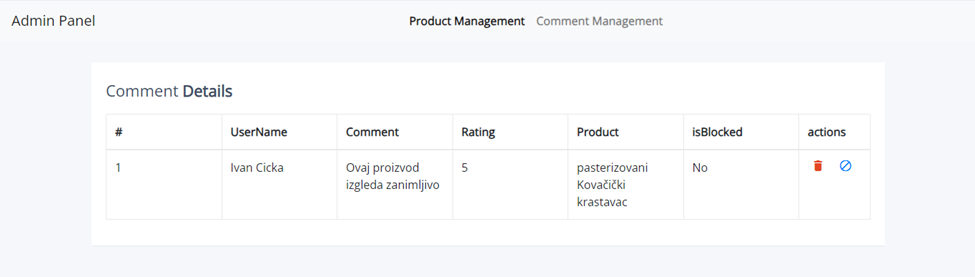 Admin Panel
Product Management
Comment Management
Comment Details
# UserName Comment Rating Product isBlocked actions
1 Ivan Cicka Ovaj proizvod 5 pasterizovani No
izgleda zanimljivo Kovačički
krastavac